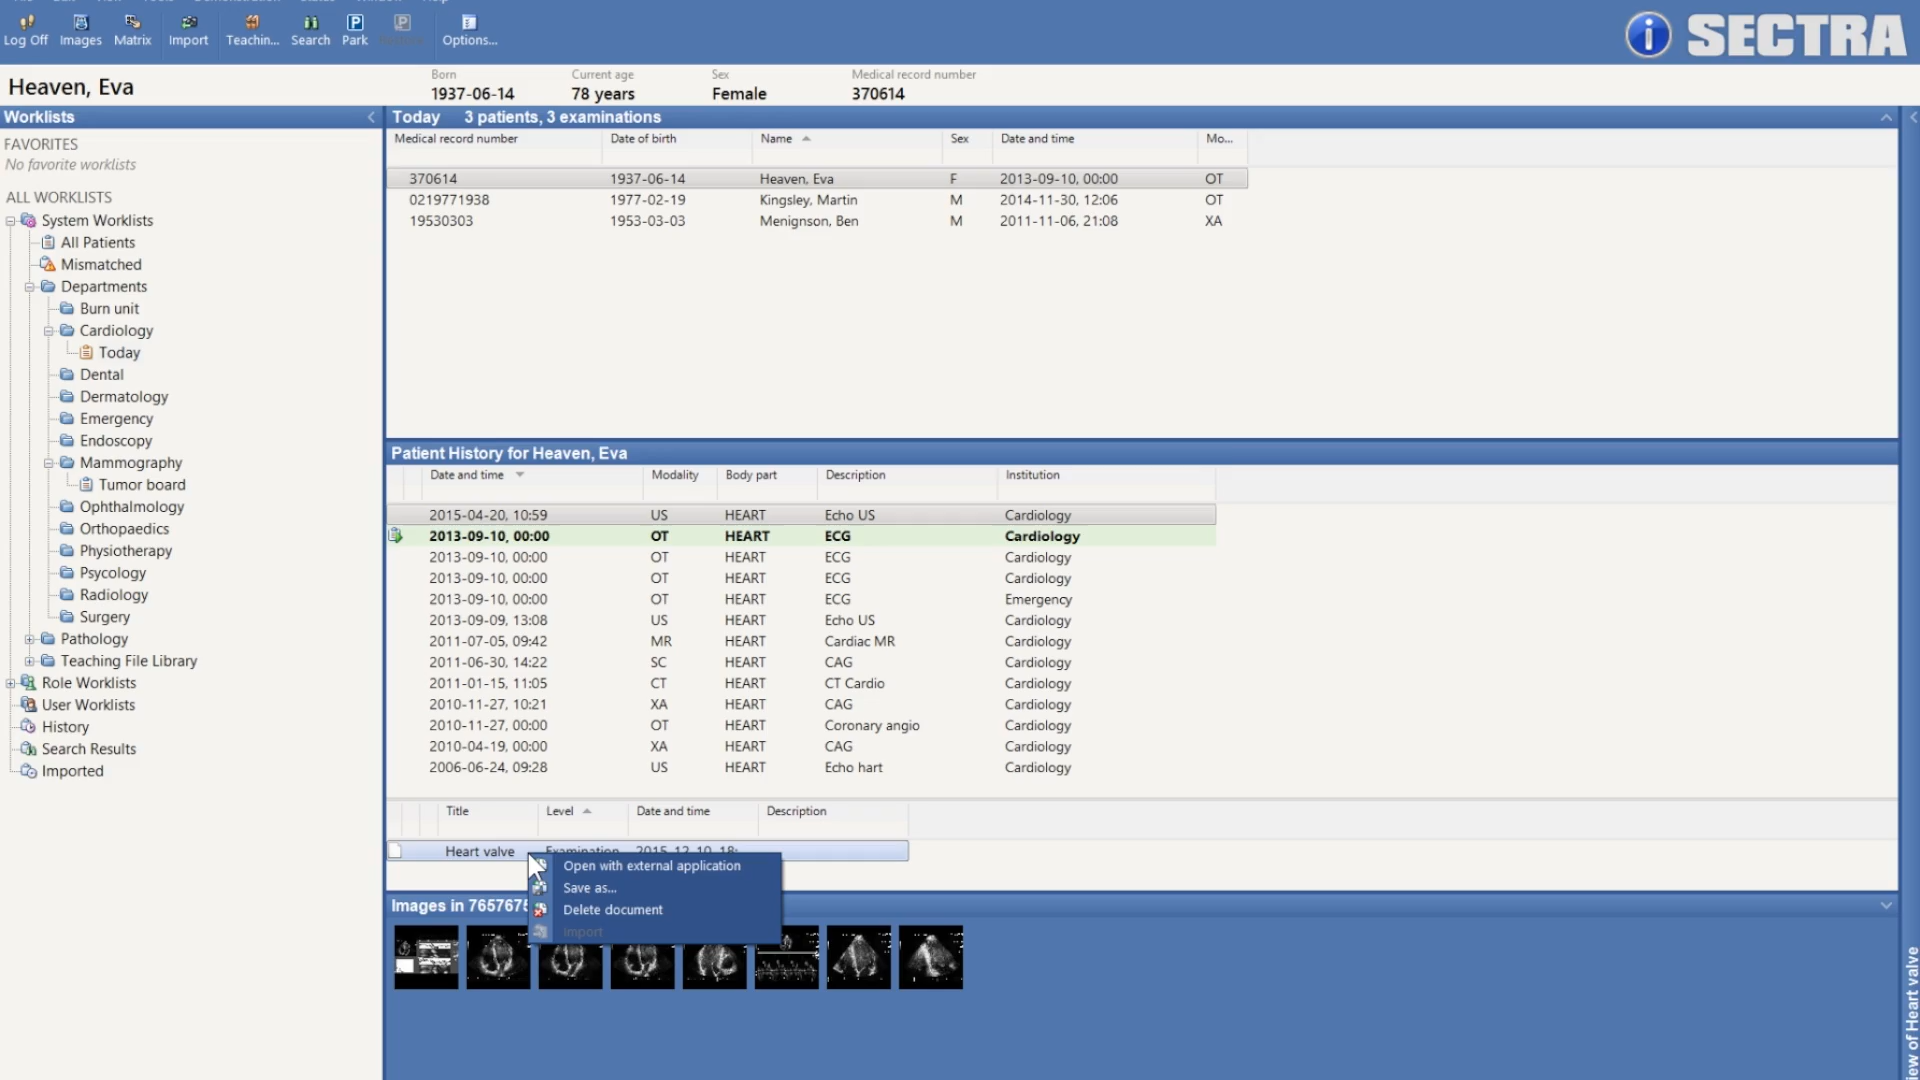 Log Off Images Matrix Import Teachin... Search Park Options...
SECTRA
Heaven, Eva
Born Current age Sex Medical record number
1937-06-14 78 years Female 370614
Worklists
FAVORITES
No favorite worklists
ALL WORKLISTS
System Worklists
All Patients
Mismatched
Departments
Burn unit
Cardiology
Today
Dental
Dermatology
Emergency
Endoscopy
Mammography
Tumor board
Ophthalmology
Orthopaedics
Physiotherapy
Psycology
Radiology
Surgery
Pathology
Teaching File Library
Role Worklists
User Worklists
History
Search Results
Imported
Today 3 patients, 3 examinations
Medical record number Date of birth Name Sex Date and time Mo...
370614 1937-06-14 Heaven, Eva F 2013-09-10, 00:00 OT
0219771938 1977-02-19 Kingsley, Martin M 2014-11-30, 12:06 OT
19530303 1953-03-03 Menignson, Ben M 2011-11-06, 21:08 XA
Patient History for Heaven, Eva
Date and time Modality Body part Description Institution
2015-04-20, 10:59 US HEART Echo US Cardiology
2013-09-10, 00:00 OT HEART ECG Cardiology
2013-09-10, 00:00 OT HEART ECG Cardiology
2013-09-10, 00:00 OT HEART ECG Cardiology
2013-09-10, 00:00 OT HEART ECG Emergency
2013-09-09, 13:08 US HEART Echo US Cardiology
2011-07-05, 09:42 MR HEART Cardiac MR Cardiology
2011-06-30, 14:22 SC HEART CAG Cardiology
2011-01-15, 11:05 CT HEART CT Cardio Cardiology
2010-11-27, 10:21 XA HEART CAG Cardiology
2010-11-27, 00:00 OT HEART Coronary angio Cardiology
2010-04-19, 00:00 XA HEART CAG Cardiology
2006-06-24, 09:28 US HEART Echo hart Cardiology
Title Level Date and time Description
Heart valve Examination 2015-12-10, 18:
Open with external application
Save as...
Delete document
Import
Images in 7657675
iew of Heart valve